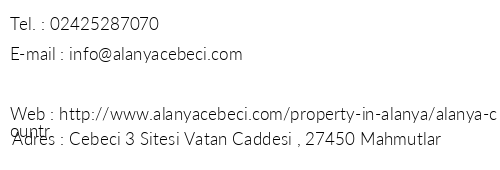 Tel. : 02425287070
E-mail : info@alanyacebeci.com
Web : http://www.alanyacebeci.com/property-in-alanya/alanya-c
ountr
Adres : Cebeci 3 Sitesi Vatan Caddesi , 27450 Mahmutlar